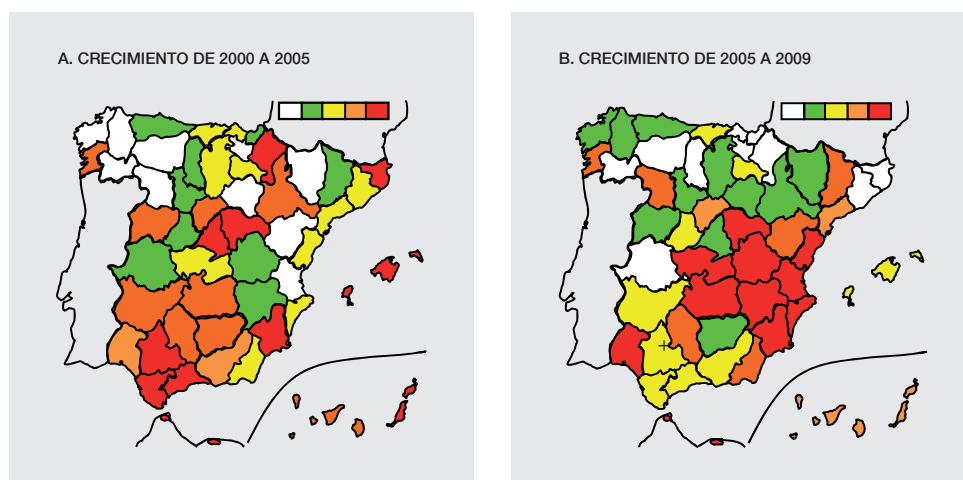 A. CRECIMIENTO DE 2000 A 2005
B. CRECIMIENTO DE 2005 A 2009